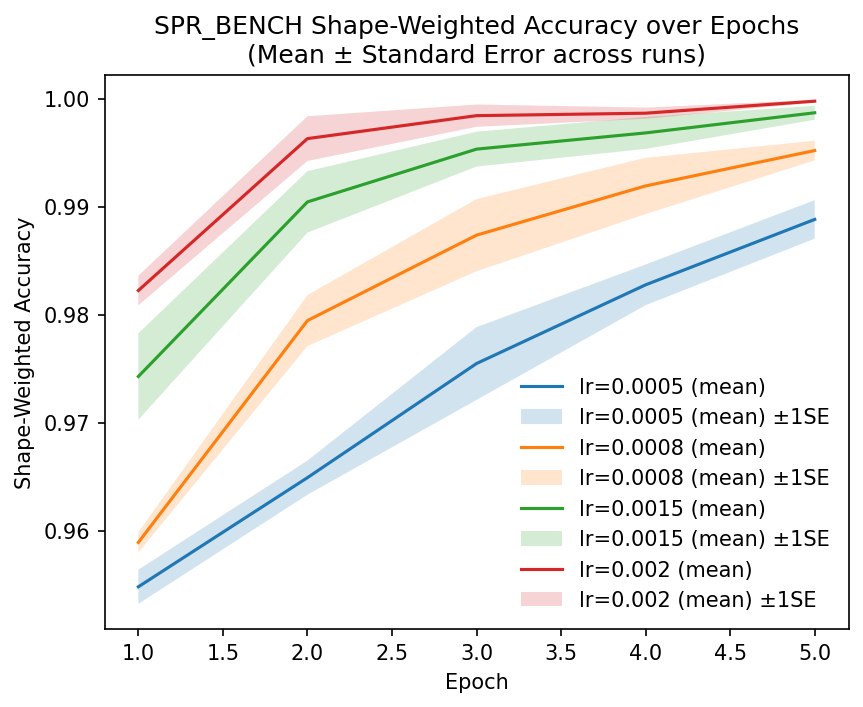 SPR_BENCH Shape-Weighted Accuracy over Epochs
(Mean ± Standard Error across runs)
Shape-Weighted Accuracy
1.00
0.99
0.98
0.97
0.96
lr=0.0005 (mean)
lr=0.0005 (mean) ±1SE
lr=0.0008 (mean)
lr=0.0008 (mean) ±1SE
lr=0.0015 (mean)
lr=0.0015 (mean) ±1SE
lr=0.002 (mean)
lr=0.002 (mean) ±1SE
1.0 1.5 2.0 2.5 3.0 3.5 4.0 4.5 5.0
Epoch